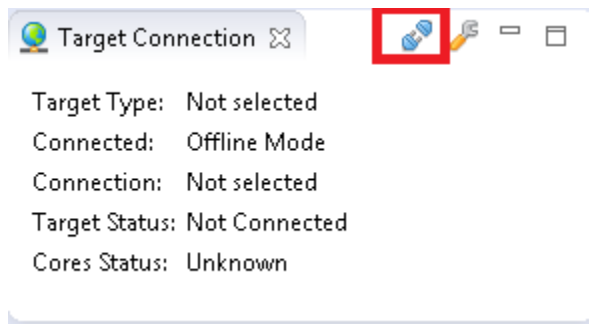 Target Connection
Target Type: Not selected
Connected: Offline Mode
Connection: Not selected
Target Status: Not Connected
Cores Status: Unknown